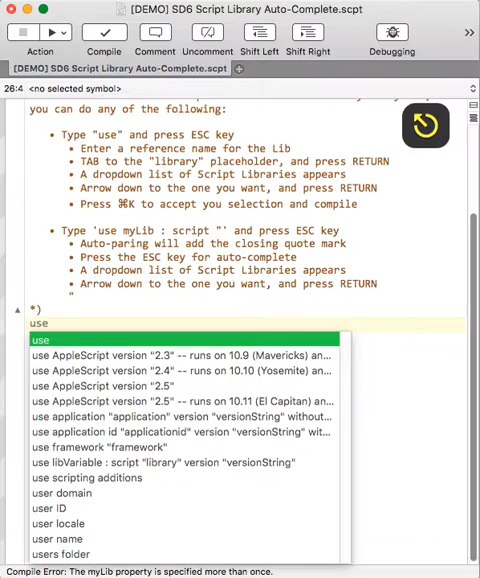 [DEMO] SD6 Script Library Auto-Complete.scpt
Action
Compile
Comment
Uncomment
Shift Left
Shift Right
Debugging
[DEMO] SD6 Script Library Auto-Complete.scpt
26:4 <no selected symbol>
you can do any of the following:
• Type "use" and press ESC key
• Enter a reference name for the Lib
• TAB to the "library" placeholder, and press RETURN
• A dropdown list of Script Libraries appears
• Arrow down to the one you want, and press RETURN
• Press ⌘K to accept you selection and compile
• Type 'use myLib : script "' and press ESC key
• Auto-paring will add the closing quote mark
• Press the ESC key for auto-complete
• A dropdown list of Script Libraries appears
• Arrow down to the one you want, and press RETURN
"
*)
use
use
use AppleScript version "2.3" -- runs on 10.9 (Mavericks) an...
use AppleScript version "2.4" -- runs on 10.10 (Yosemite) an...
use AppleScript version "2.5"
use AppleScript version "2.5" -- runs on 10.11 (El Capitan) an...
use application "application" version "versionString" without...
use application id "applicationid" version "versionString" wit...
use framework "framework"
use libVariable : script "library" version "versionString"
use scripting additions
user domain
user ID
user locale
user name
users folder
Compile Error: The myLib property is specified more than once.